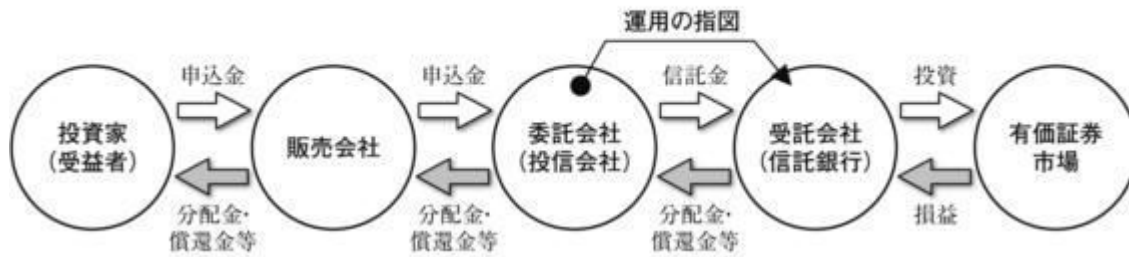 運用の指図
申込金
申込金
信託金
投資
投資家
（受益者）
販売会社
委託会社
（投信会社）
受託会社
（信託銀行）
有価証券
市場
分配金・
償還金等
分配金・
償還金等
分配金・
償還金等
損益